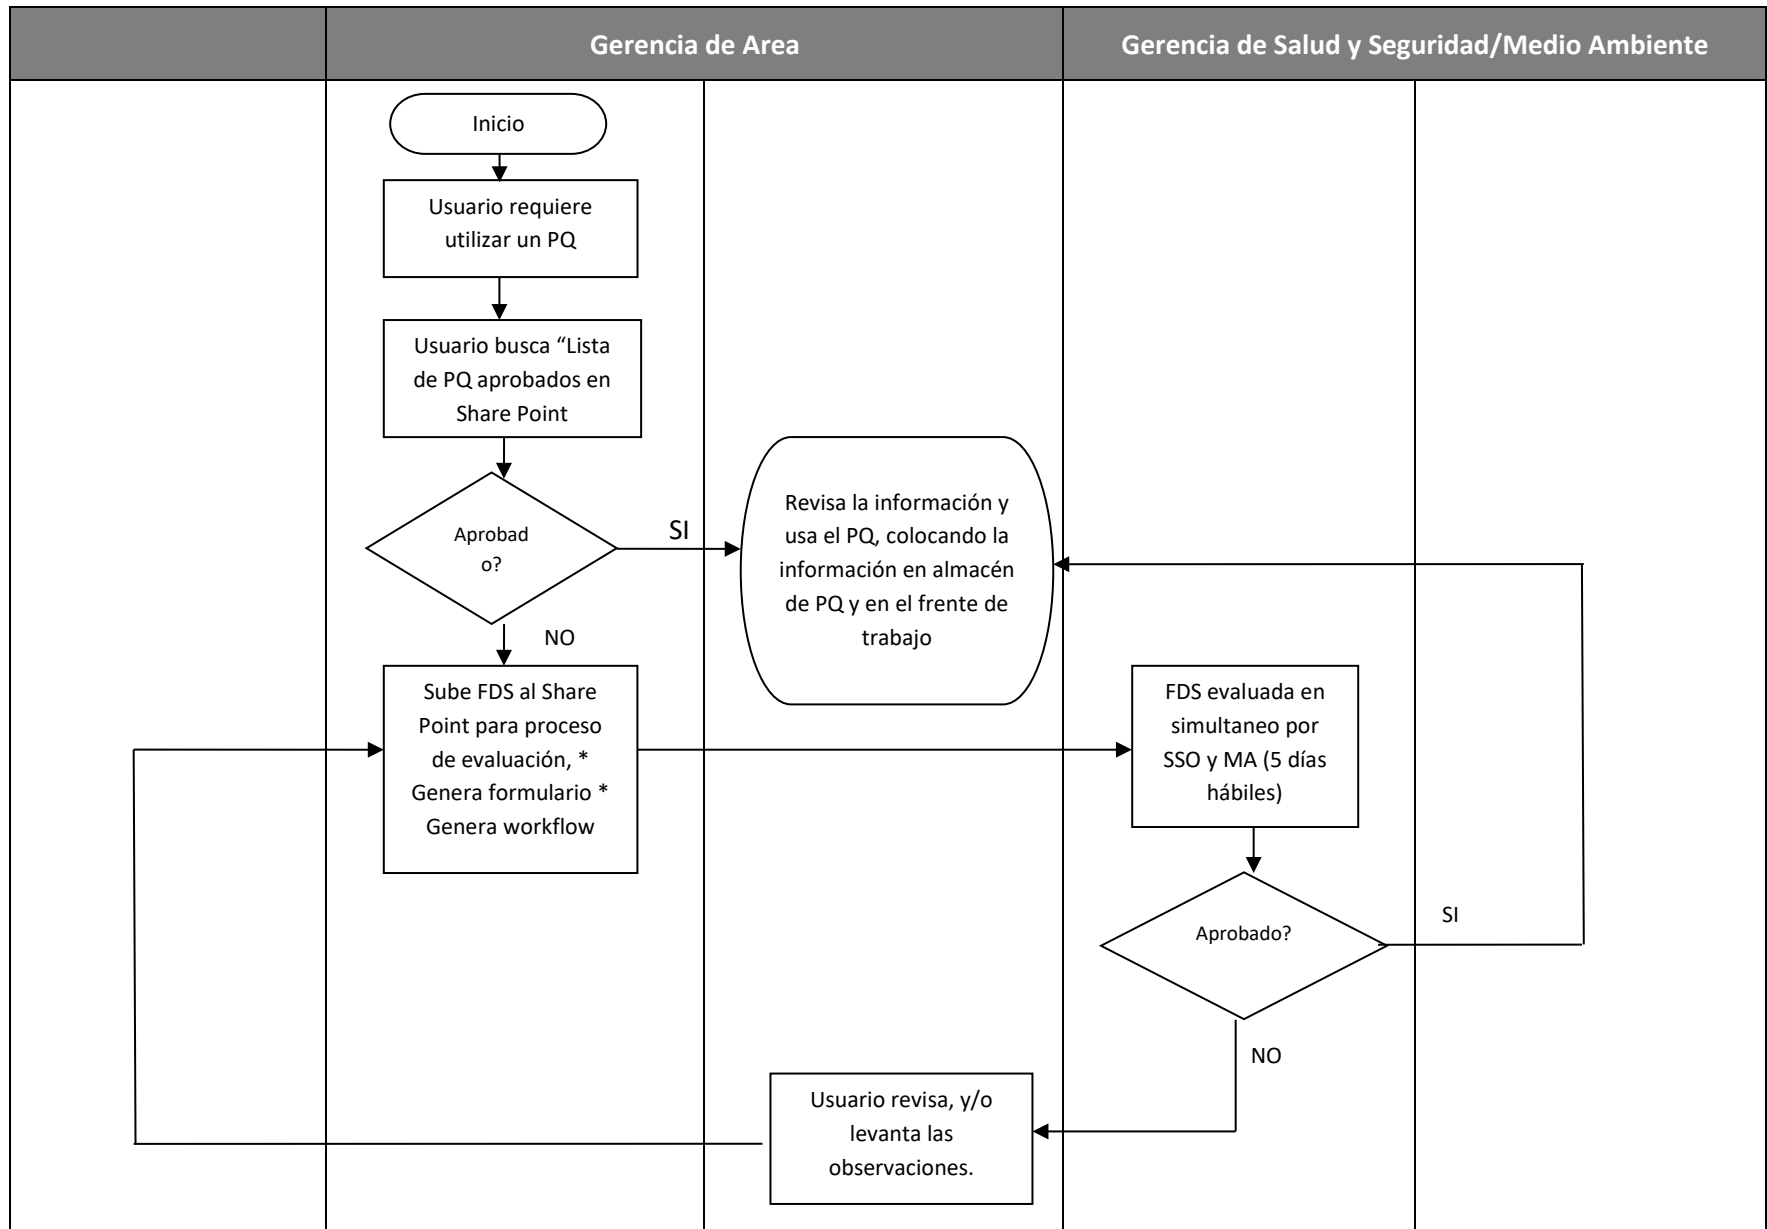 Gerencia de Area
Gerencia de Salud y Seguridad/Medio Ambiente
Inicio
Usuario requiere
utilizar un PQ
Usuario busca “Lista
de PQ aprobados en
Share Point
Aprobad
o?
SI
NO
Revisa la información y
usa el PQ, colocando la
información en almacén
de PQ y en el frente de
trabajo
Sube FDS al Share
Point para proceso
de evaluación, *
Genera formulario *
Genera workflow
FDS evaluada en
simultaneo por
SSO y MA (5 días
hábiles)
Aprobado?
SI
NO
Usuario revisa, y/o
levanta las
observaciones.